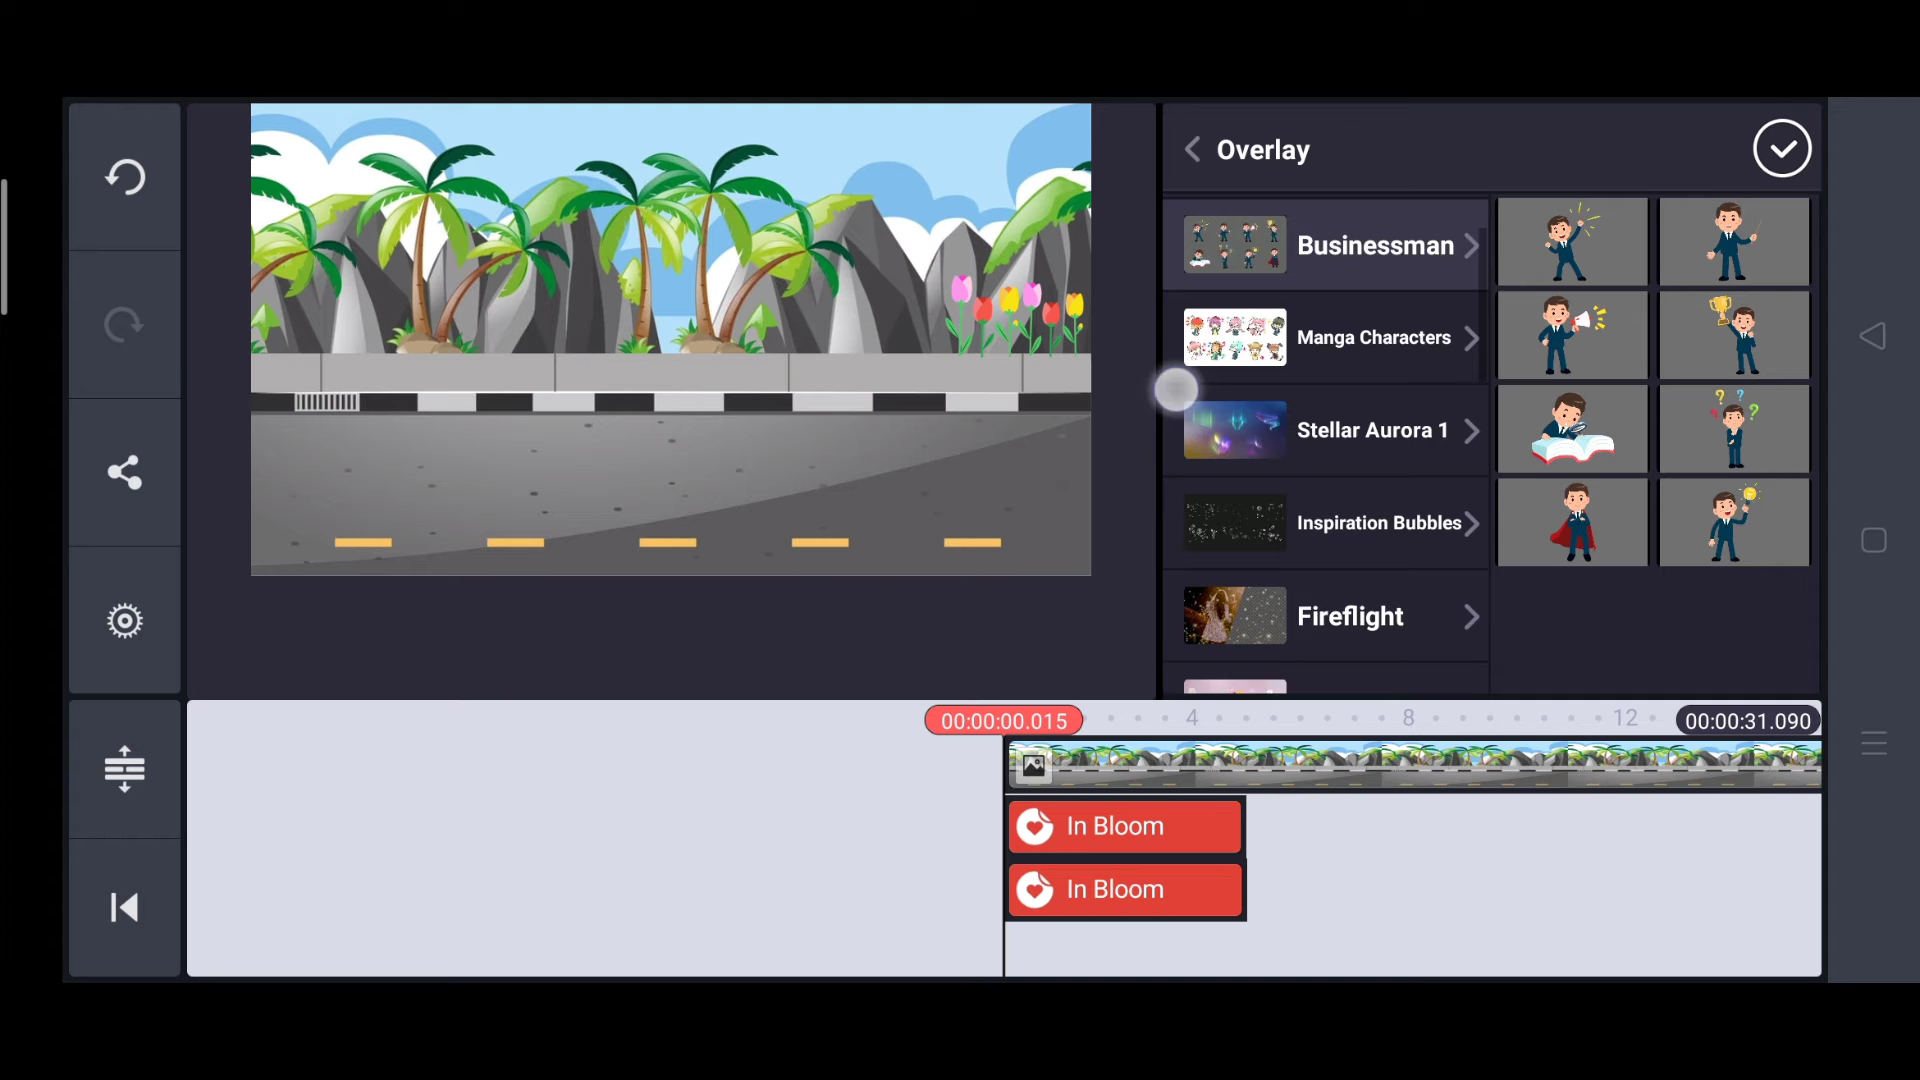 Overlay
Businessman
Manga Characters
Stellar Aurora 1
Inspiration Bubbles
Fireflight
00:00:00.015
4
8
12
00:00:31.090
In Bloom
In Bloom